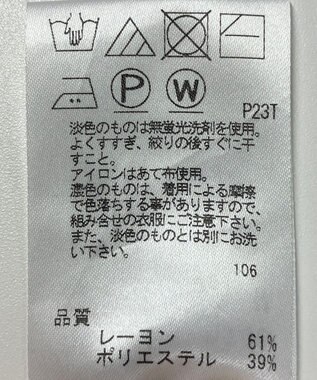 P W
P23T
淡色のものは無蛍光洗剤を使用。
よくすすぎ、絞りの後すぐに干
すこと。
アイロンはあて布使用。
濃色のものは、着用による摩擦
で色落ちする事がありますので、
組み合せの衣服にご注意下さい。
また、淡色のものとは別にお洗
い下さい。
106
品質
レーヨン 61%
ポリエステル 39%